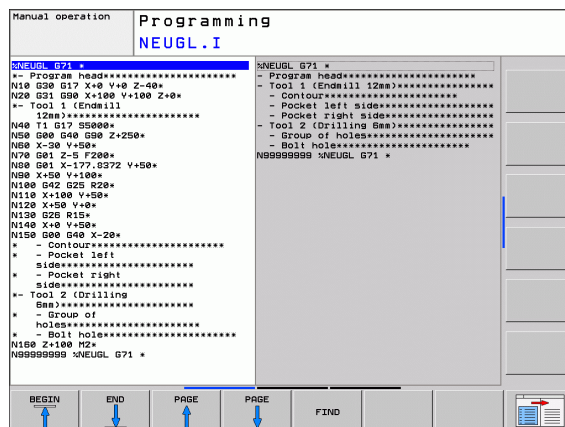 Manual operation
Programming
NEUGL.I
%NEUGL G71 *
*- Program head***********************
N10 G30 G17 X+0 Y+0 Z-40*
N20 G31 G90 X+100 Y+100 Z+0*
*- Tool 1 (Endmill
12mm)***********************
N40 T1 G17 S5000*
N50 G00 G40 G90 Z+250*
N60 X-30 Y+50*
N70 G01 Z-5 F200*
N80 G01 X-177.8372 Y+50*
N90 X+50 Y+100*
N100 G42 G25 R20*
N110 X+100 Y+50*
N120 X+50 Y+0*
N130 G26 R15*
N140 X+0 Y+50*
N150 G00 G40 X-20*
* - Contour***********************
* - Pocket left
side***********************
* - Pocket right
side***********************
*- Tool 2 (Drilling
6mm)***********************
* - Group of
holes***********************
* - Bolt hole***********************
N160 Z+100 M2*
N99999999 %NEUGL G71 *
%NEUGL G71 *
- Program head***********************
- Tool 1 (Endmill 12mm)******************
- Contour***********************
- Pocket left side********************
- Pocket right side*******************
- Tool 2 (Drilling 6mm)******************
- Group of holes**********************
- Bolt hole***********************
N99999999 %NEUGL G71 *
BEGIN
END
PAGE
PAGE
FIND